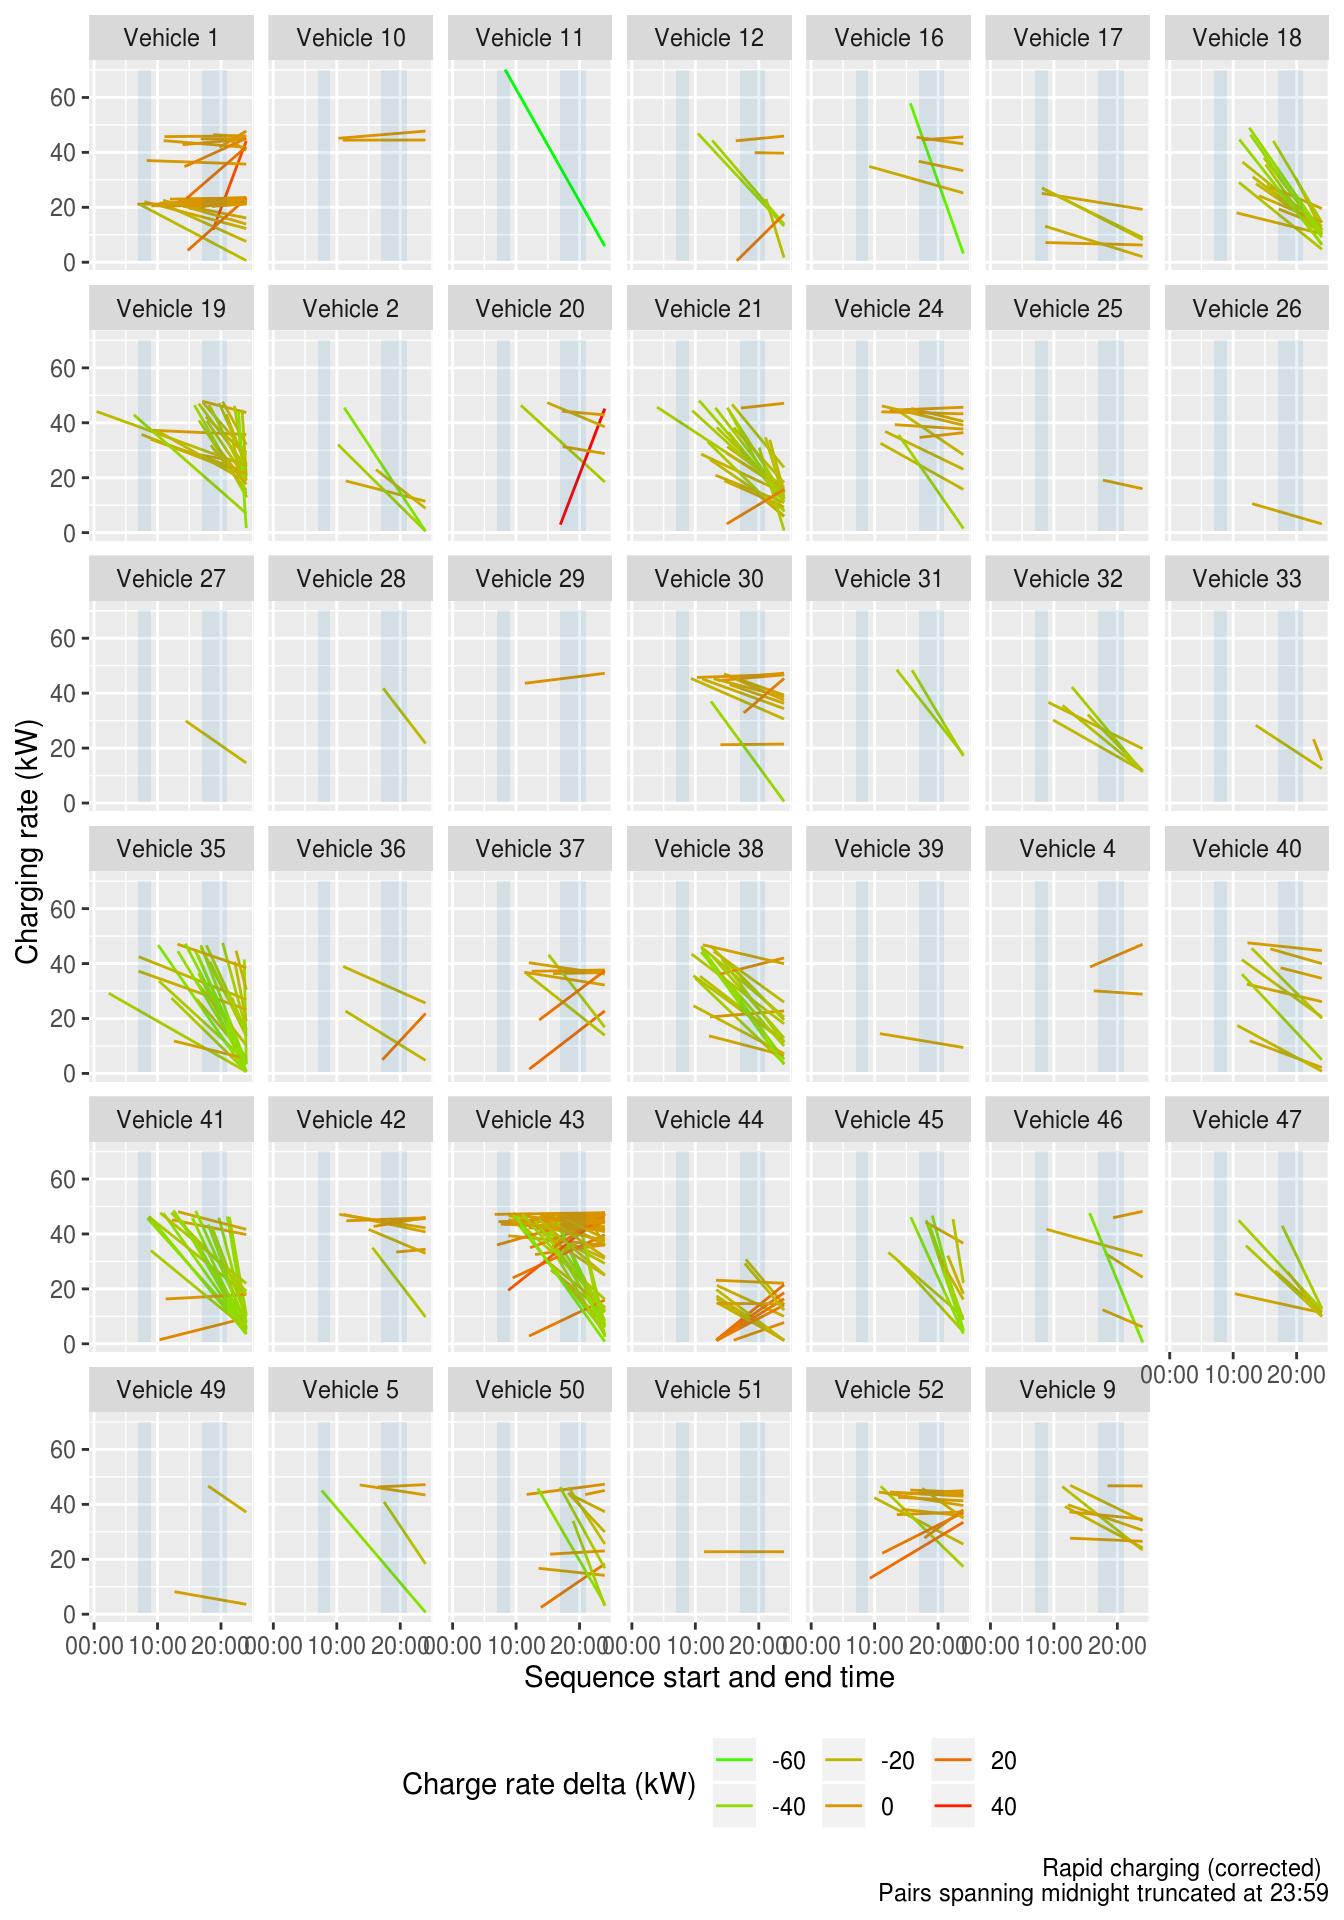 Vehicle 1 Vehicle 10 Vehicle 11 Vehicle 12 Vehicle 16 Vehicle 17 Vehicle 18
60
40
20
0
Vehicle 19 Vehicle 2 Vehicle 20 Vehicle 21 Vehicle 24 Vehicle 25 Vehicle 26
60
40
20
0
Vehicle 27 Vehicle 28 Vehicle 29 Vehicle 30 Vehicle 31 Vehicle 32 Vehicle 33
60
40
20
0
Charging rate (kW)
Vehicle 35 Vehicle 36 Vehicle 37 Vehicle 38 Vehicle 39 Vehicle 4 Vehicle 40
60
40
20
0
Vehicle 41 Vehicle 42 Vehicle 43 Vehicle 44 Vehicle 45 Vehicle 46 Vehicle 47
60
40
20
0
00:00 10:00 20:00
Vehicle 49 Vehicle 5 Vehicle 50 Vehicle 51 Vehicle 52 Vehicle 9
60
40
20
0
00:00 10:00 20:00 00:00 10:00 20:00 00:00 10:00 20:00 00:00 10:00 20:00 00:00 10:00 20:00 00:00 10:00 20:00
Sequence start and end time
Charge rate delta (kW)
-60 -20 20
-40 0 40
Rapid charging (corrected)
Pairs spanning midnight truncated at 23:59